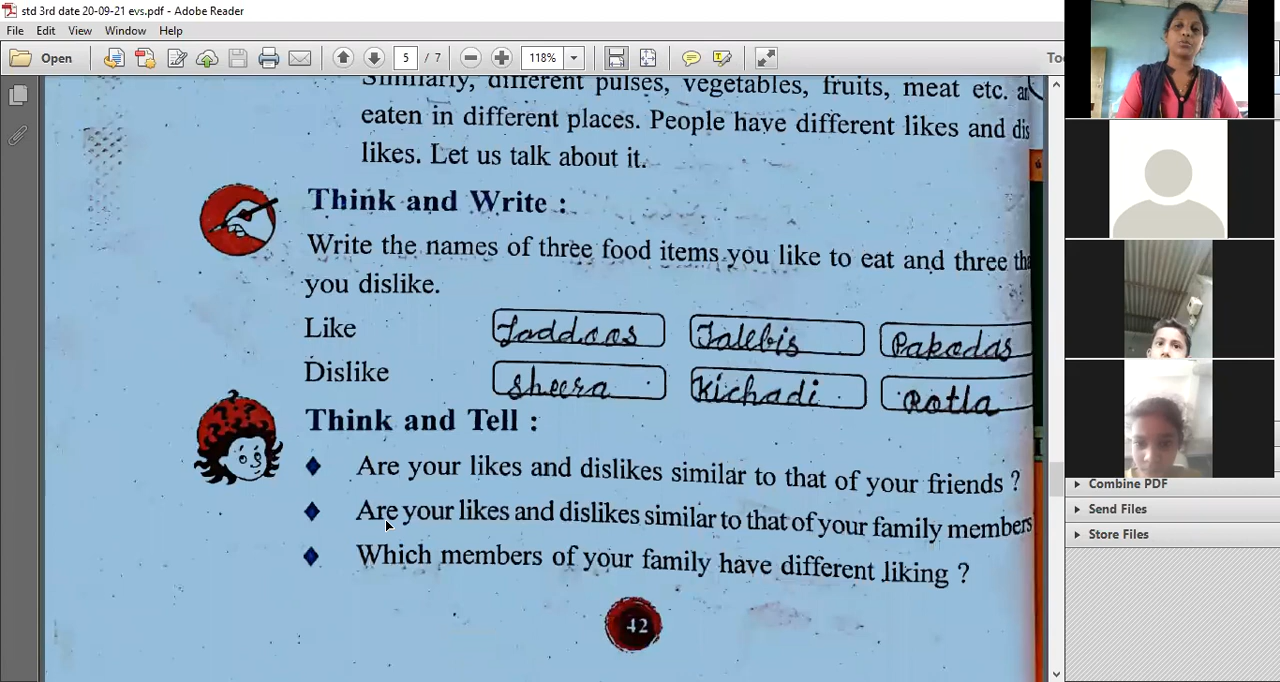 std 3rd date 20-09-21 evs.pdf - Adobe Reader
File Edit View Window Help
Open 5 / 7 118%
Similarly, different pulses, vegetables, fruits, meat etc.
eaten in different places. People have different likes and dis
likes. Let us talk about it.
Think and Write :
Write the names of three food items you like to eat and three
you dislike.
Like Laddoos Jalebis Pakodas
Dislike Sheera Kichadi Rotla
Think and Tell :
Are your likes and dislikes similar to that of your friends ?
Are your likes and dislikes similar to that of your family members
Which members of your family have different liking ?
42
Combine PDF
Send Files
Store Files